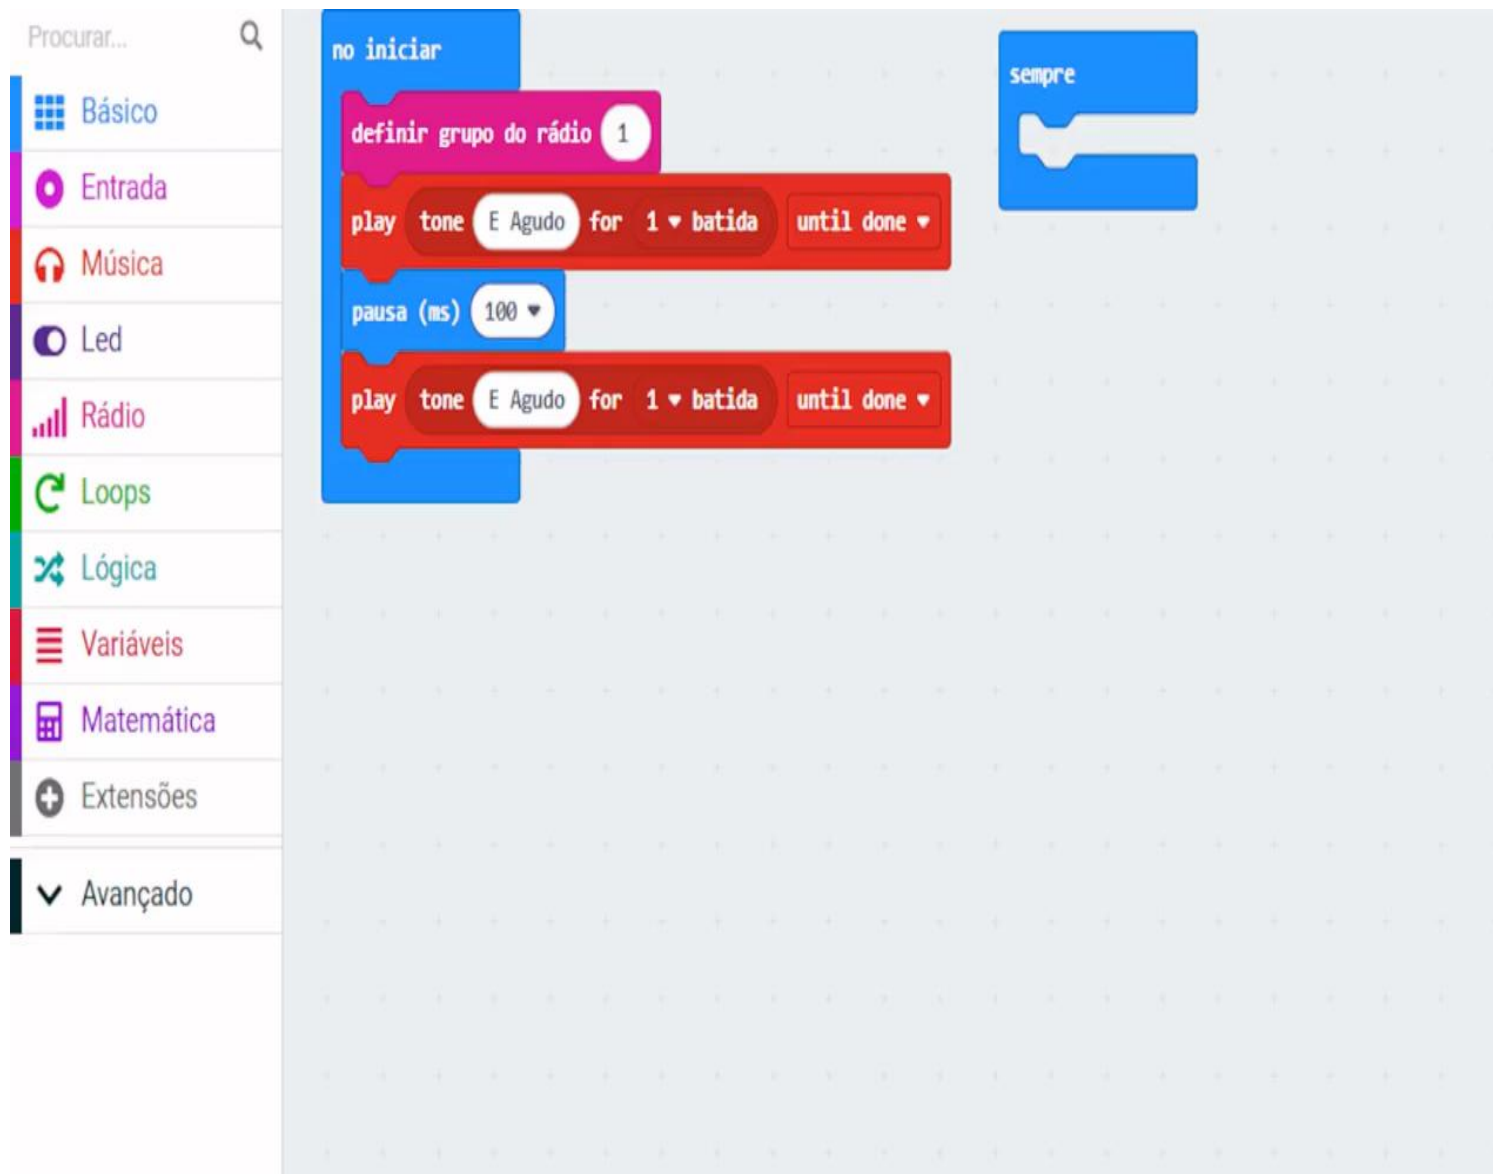 Procurar...
Básico
Entrada
Música
Led
Rádio
Loops
Lógica
Variáveis
Matemática
Extensões
Avançado
no iniciar
definir grupo do rádio 1
play tone E Agudo for 1 batida until done
pausa (ms) 100
play tone E Agudo for 1 batida until done
sempre